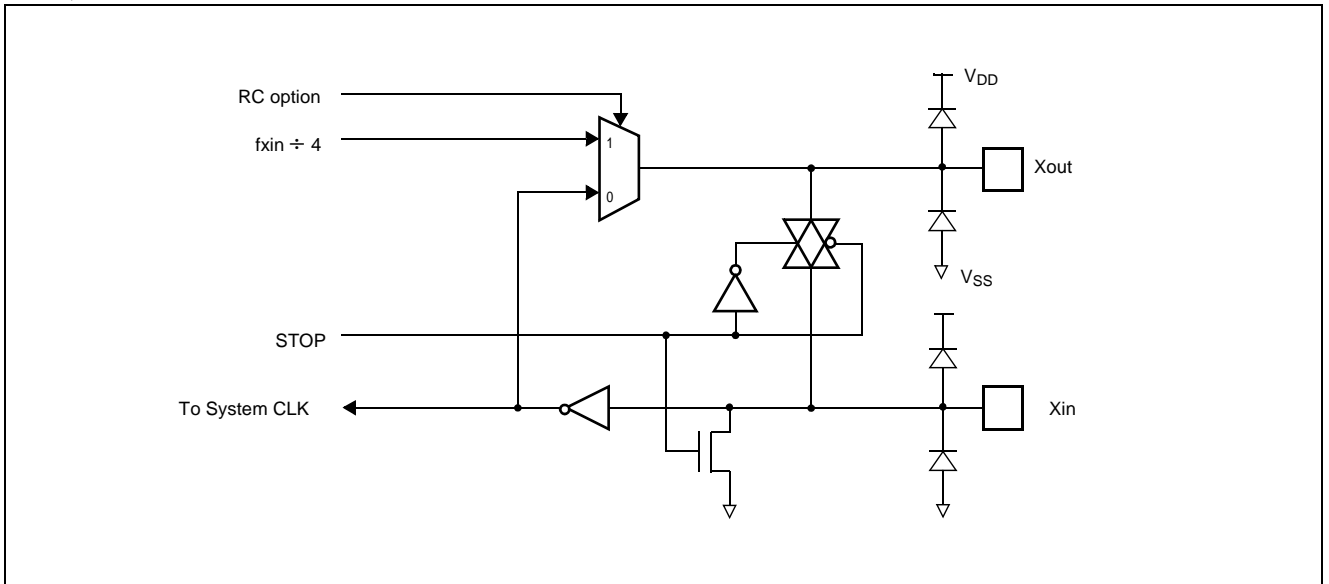 VDD
RC option
fxin ÷ 4
1
Xout
0
VSS
STOP
To System CLK
Xin